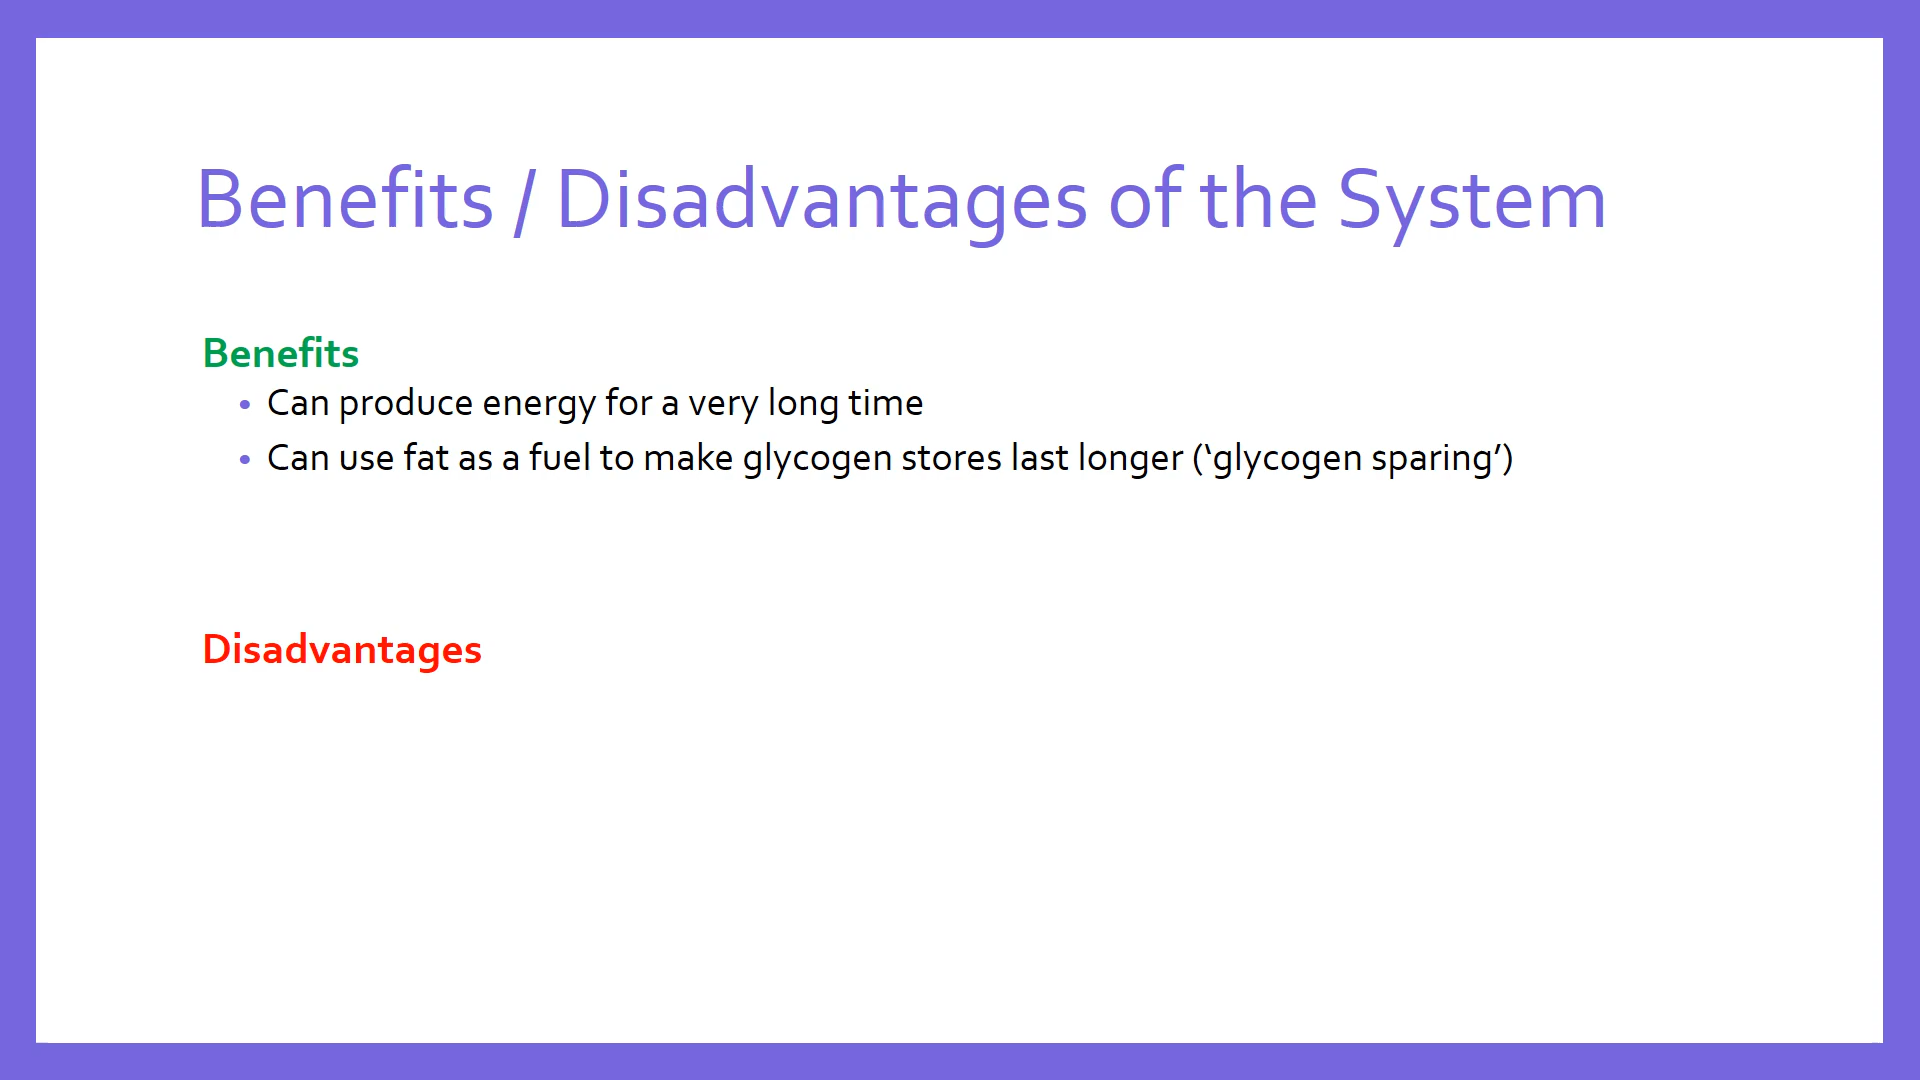 Benefits / Disadvantages of the System
Benefits
• Can produce energy for a very long time
• Can use fat as a fuel to make glycogen stores last longer (‘glycogen sparing’)
Disadvantages